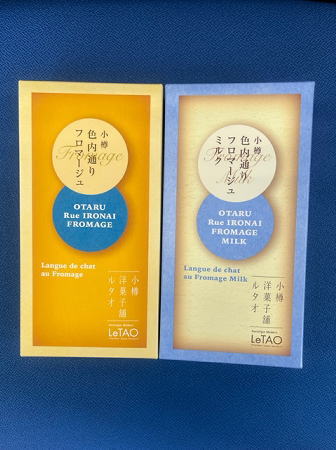 小樽
色内通り
フロマージュ
Fromage
OTARU
Rue IRONAI
FROMAGE
Langue de chat
au Fromage
小樽
洋菓子舗
ルタオ
LeTAO
小樽
色内通り
フロマージュ
ミルク
Fromage
Milk
OTARU
Rue IRONAI
FROMAGE
MILK
Langue de chat
au Fromage Milk
小樽
洋菓子舗
ルタオ
LeTAO